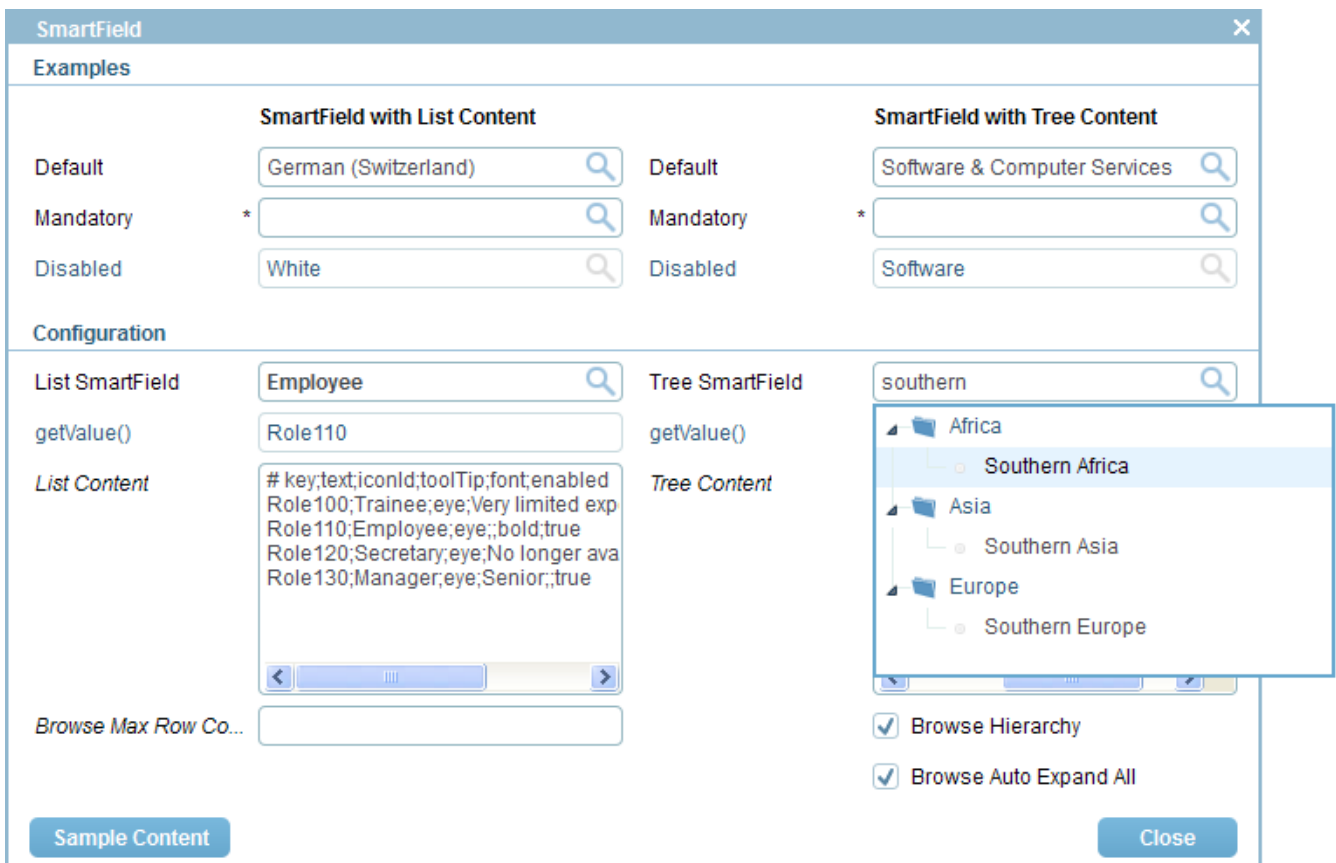 SmartField
Examples
SmartField with List Content
SmartField with Tree Content
Default
German (Switzerland)
Default
Software & Computer Services
Mandatory
*
Mandatory
*
Disabled
White
Disabled
Software
Configuration
List SmartField
Employee
Tree SmartField
southern
getValue()
Role110
getValue()
List Content
# key;text;iconId;toolTip;font;enabled
Role100;Trainee;eye;Very limited exp
Role110;Employee;eye;;bold;true
Role120;Secretary;eye;No longer ava
Role130;Manager;eye;Senior;;true
Tree Content
Africa
Southern Africa
Asia
Southern Asia
Europe
Southern Europe
Browse Max Row Co...
Browse Hierarchy
Browse Auto Expand All
Sample Content
Close